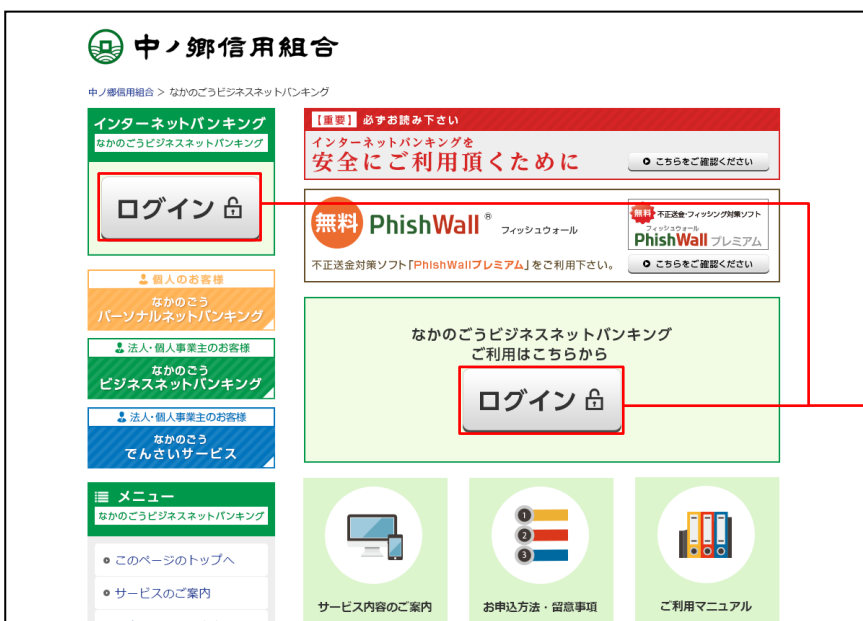 中ノ郷信用組合
中ノ郷信用組合 > なかのごうビジネスネットバンキング
インターネットバンキング
なかのごうビジネスネットバンキング
ログイン
個人のお客様
なかのごう
パーソナルネットバンキング
法人・個人事業主のお客様
なかのごう
ビジネスネットバンキング
法人・個人事業主のお客様
なかのごう
でんさいサービス
メニュー
なかのごうビジネスネットバンキング
このページのトップへ
サービスのご案内
【重要】 必ずお読み下さい
インターネットバンキングを
安全にご利用頂くために
こちらをご確認ください
無料 PhishWall® フィッシュウォール
不正送金対策ソフト「PhishWallプレミアム」をご利用下さい。
無料 不正送金・フィッシング対策ソフト
フィッシュウォール
PhishWall プレミアム
こちらをご確認ください
なかのごうビジネスネットバンキング
ご利用はこちらから
ログイン
1
2
3
サービス内容のご案内
お申込方法・留意事項
ご利用マニュアル